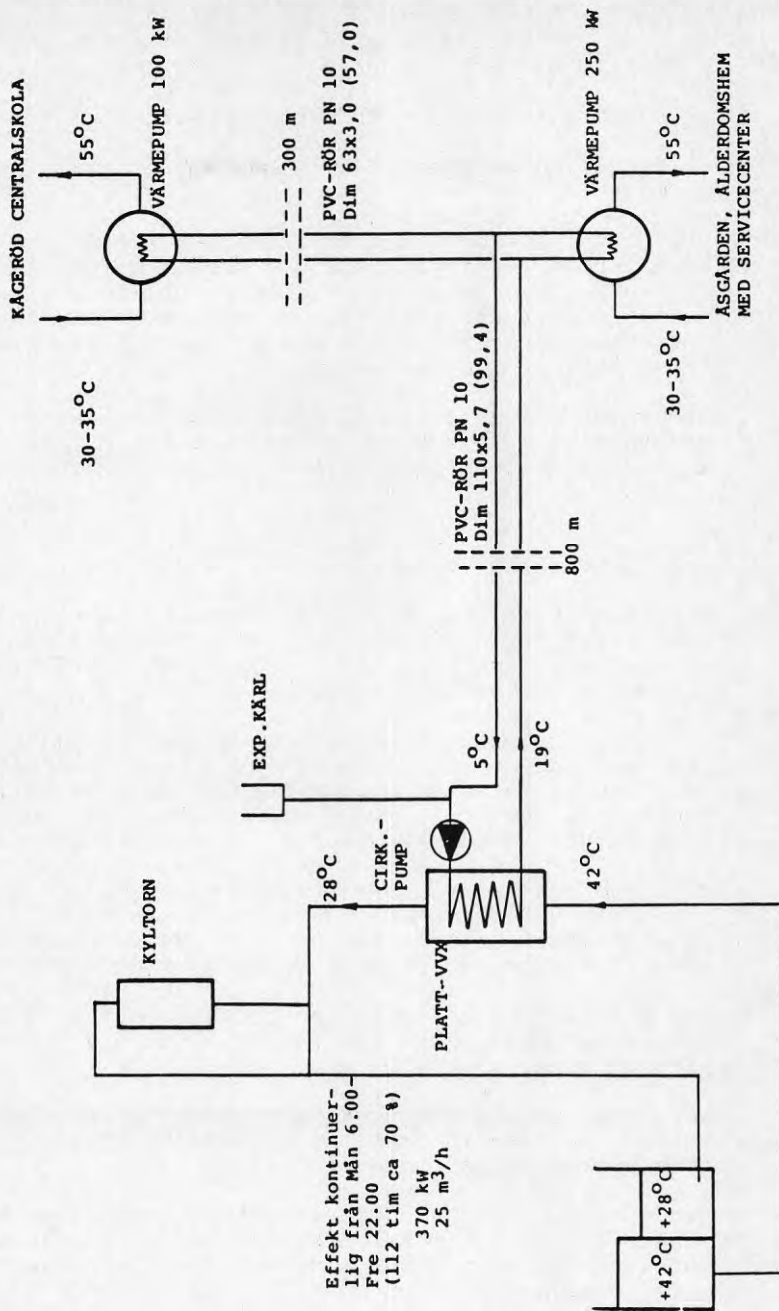 KÅGERÖD CENTRALSKOLA
55°C
30-35°C
VÄRMEPUMP 100 kW
300 m
PVC-RÖR PN 10
Dim 63x3,0 (57,0)
VÄRMEPUMP 250 kW
55°C
30-35°C
ÅSGÅRDEN, ÅLDERDOMSHEM
MED SERVICECENTER
PVC-RÖR PN 10
Dim 110x5,7 (99,4)
800 m
EXP.KÄRL
5°C
19°C
CIRK.-
PUMP
28°C
42°C
KYLTORN
PLATT-VVX
Effekt kontinuer-
lig från Mån 6.00-
Fre 22.00
(112 tim ca 70 %)
370 kW
25 m³/h
+42°C
+28°C